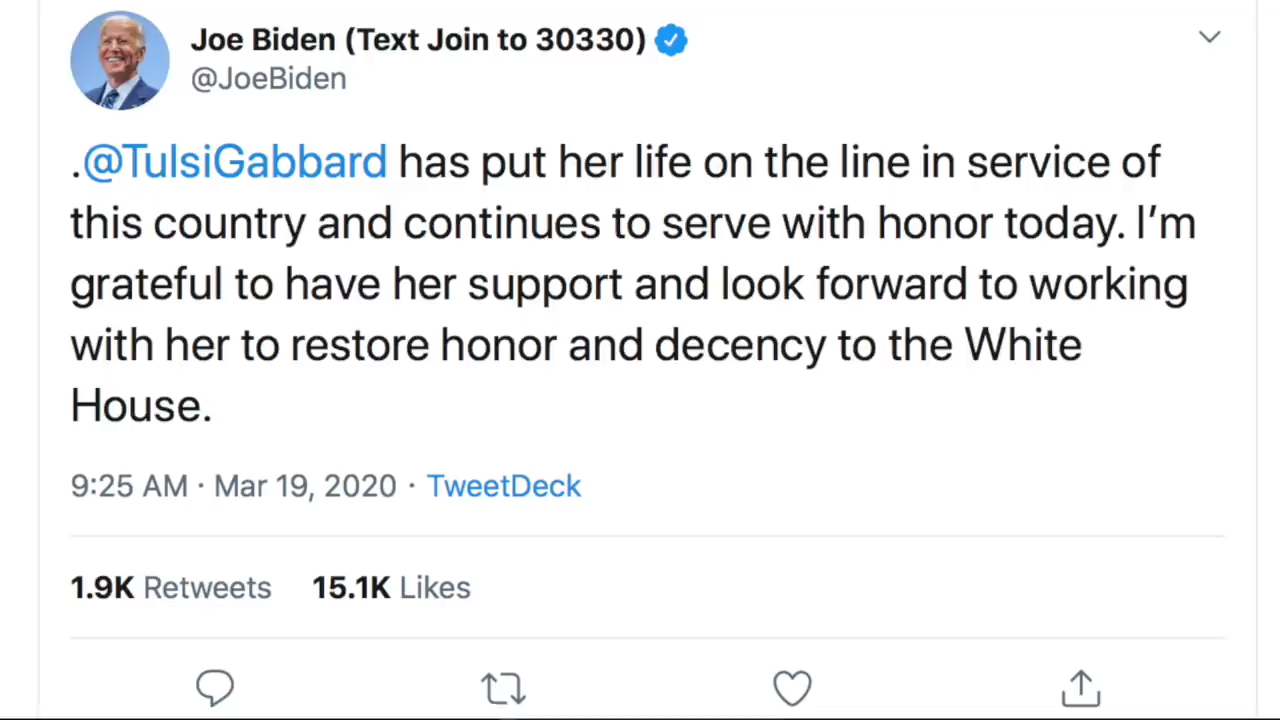 Joe Biden (Text Join to 30330)
@JoeBiden
.@TulsiGabbard has put her life on the line in service of
this country and continues to serve with honor today. I’m
grateful to have her support and look forward to working
with her to restore honor and decency to the White
House.
9:25 AM · Mar 19, 2020 · TweetDeck
1.9K Retweets 15.1K Likes